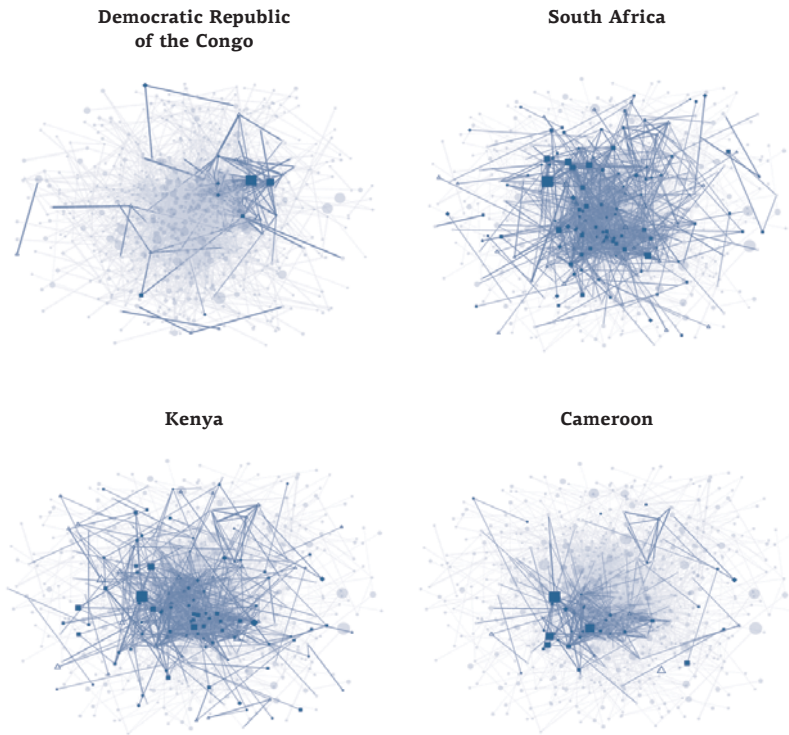 Democratic Republic
of the Congo
South Africa
Kenya
Cameroon